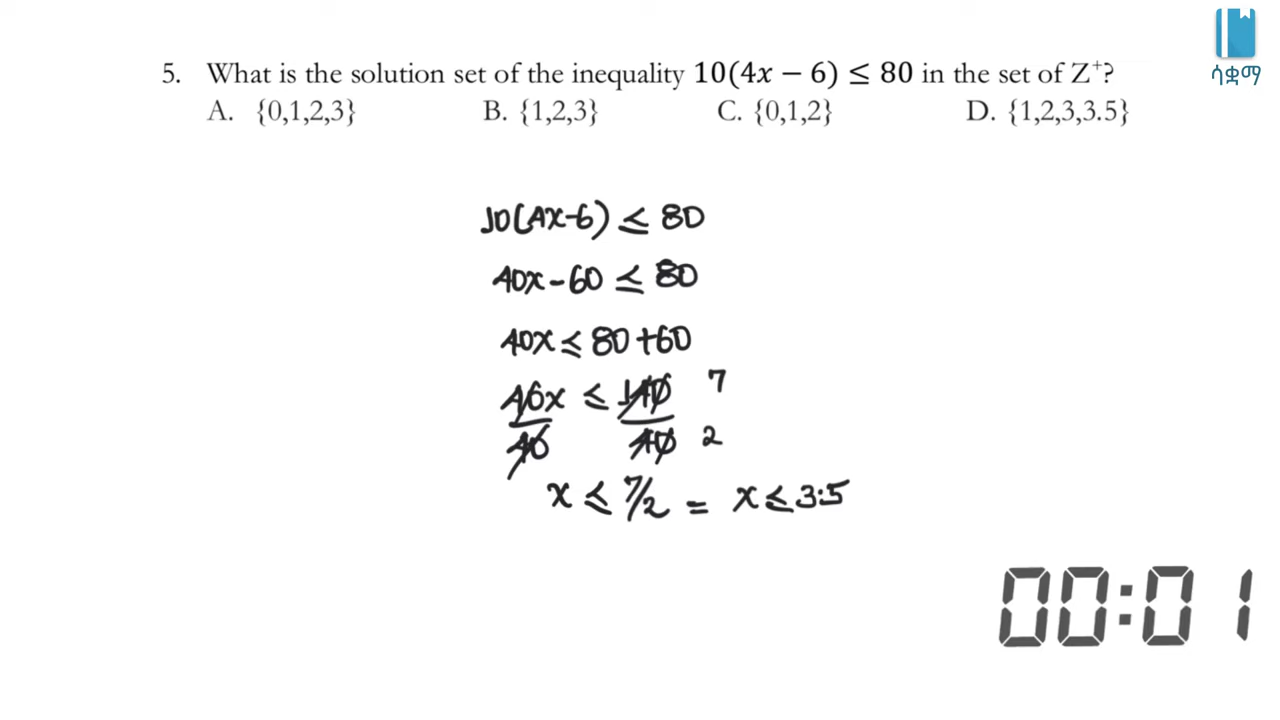 ሳቋማ
5. What is the solution set of the inequality 10(4x − 6) ≤ 80 in the set of Z⁺?
A. {0,1,2,3} B. {1,2,3} C. {0,1,2} D. {1,2,3,3.5}
10(4x-6) ≤ 80
40x - 60 ≤ 80
40x ≤ 80 + 60
40x ≤ 140 7
40 40 2
x ≤ 7/2 = x ≤ 3.5
00:01